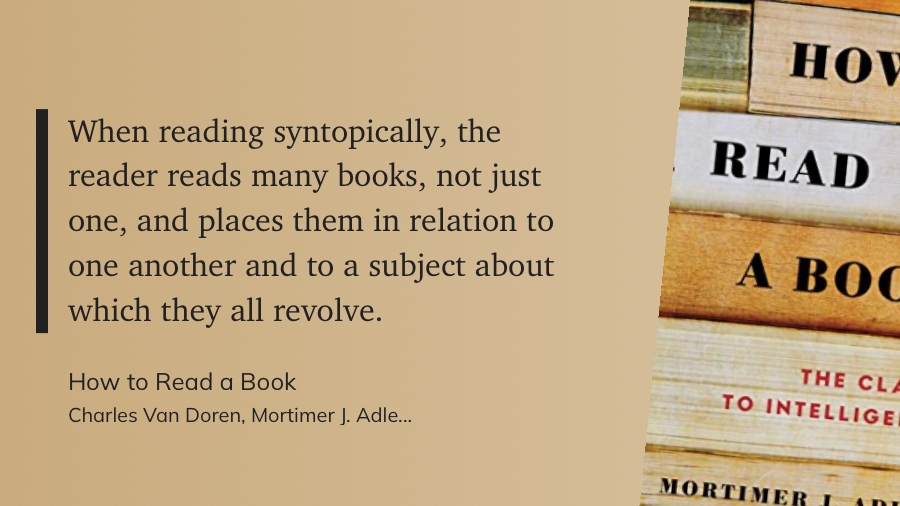 When reading syntopically, the
reader reads many books, not just
one, and places them in relation to
one another and to a subject about
which they all revolve.
How to Read a Book
Charles Van Doren, Mortimer J. Adle...
HOW
READ
A BOO
THE CLA
TO INTELLIGE
MORTIMER J. ADL